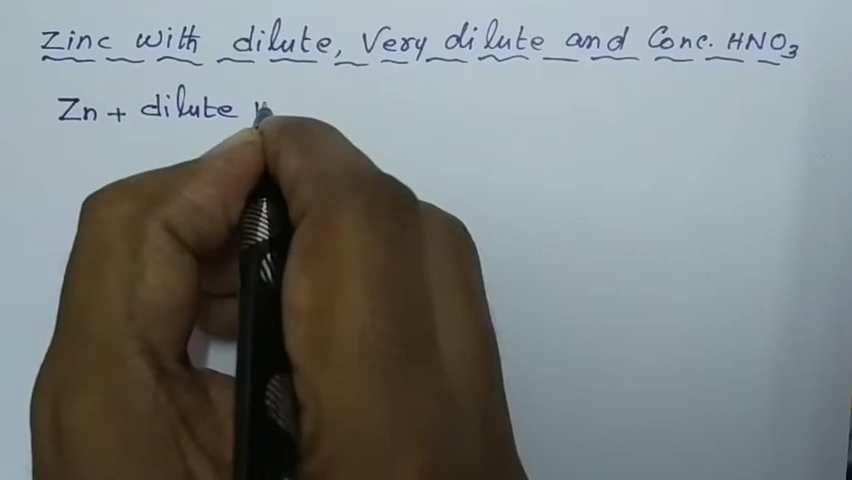 Zinc with dilute, Very dilute and Conc. HNO₃
Zn + dilute